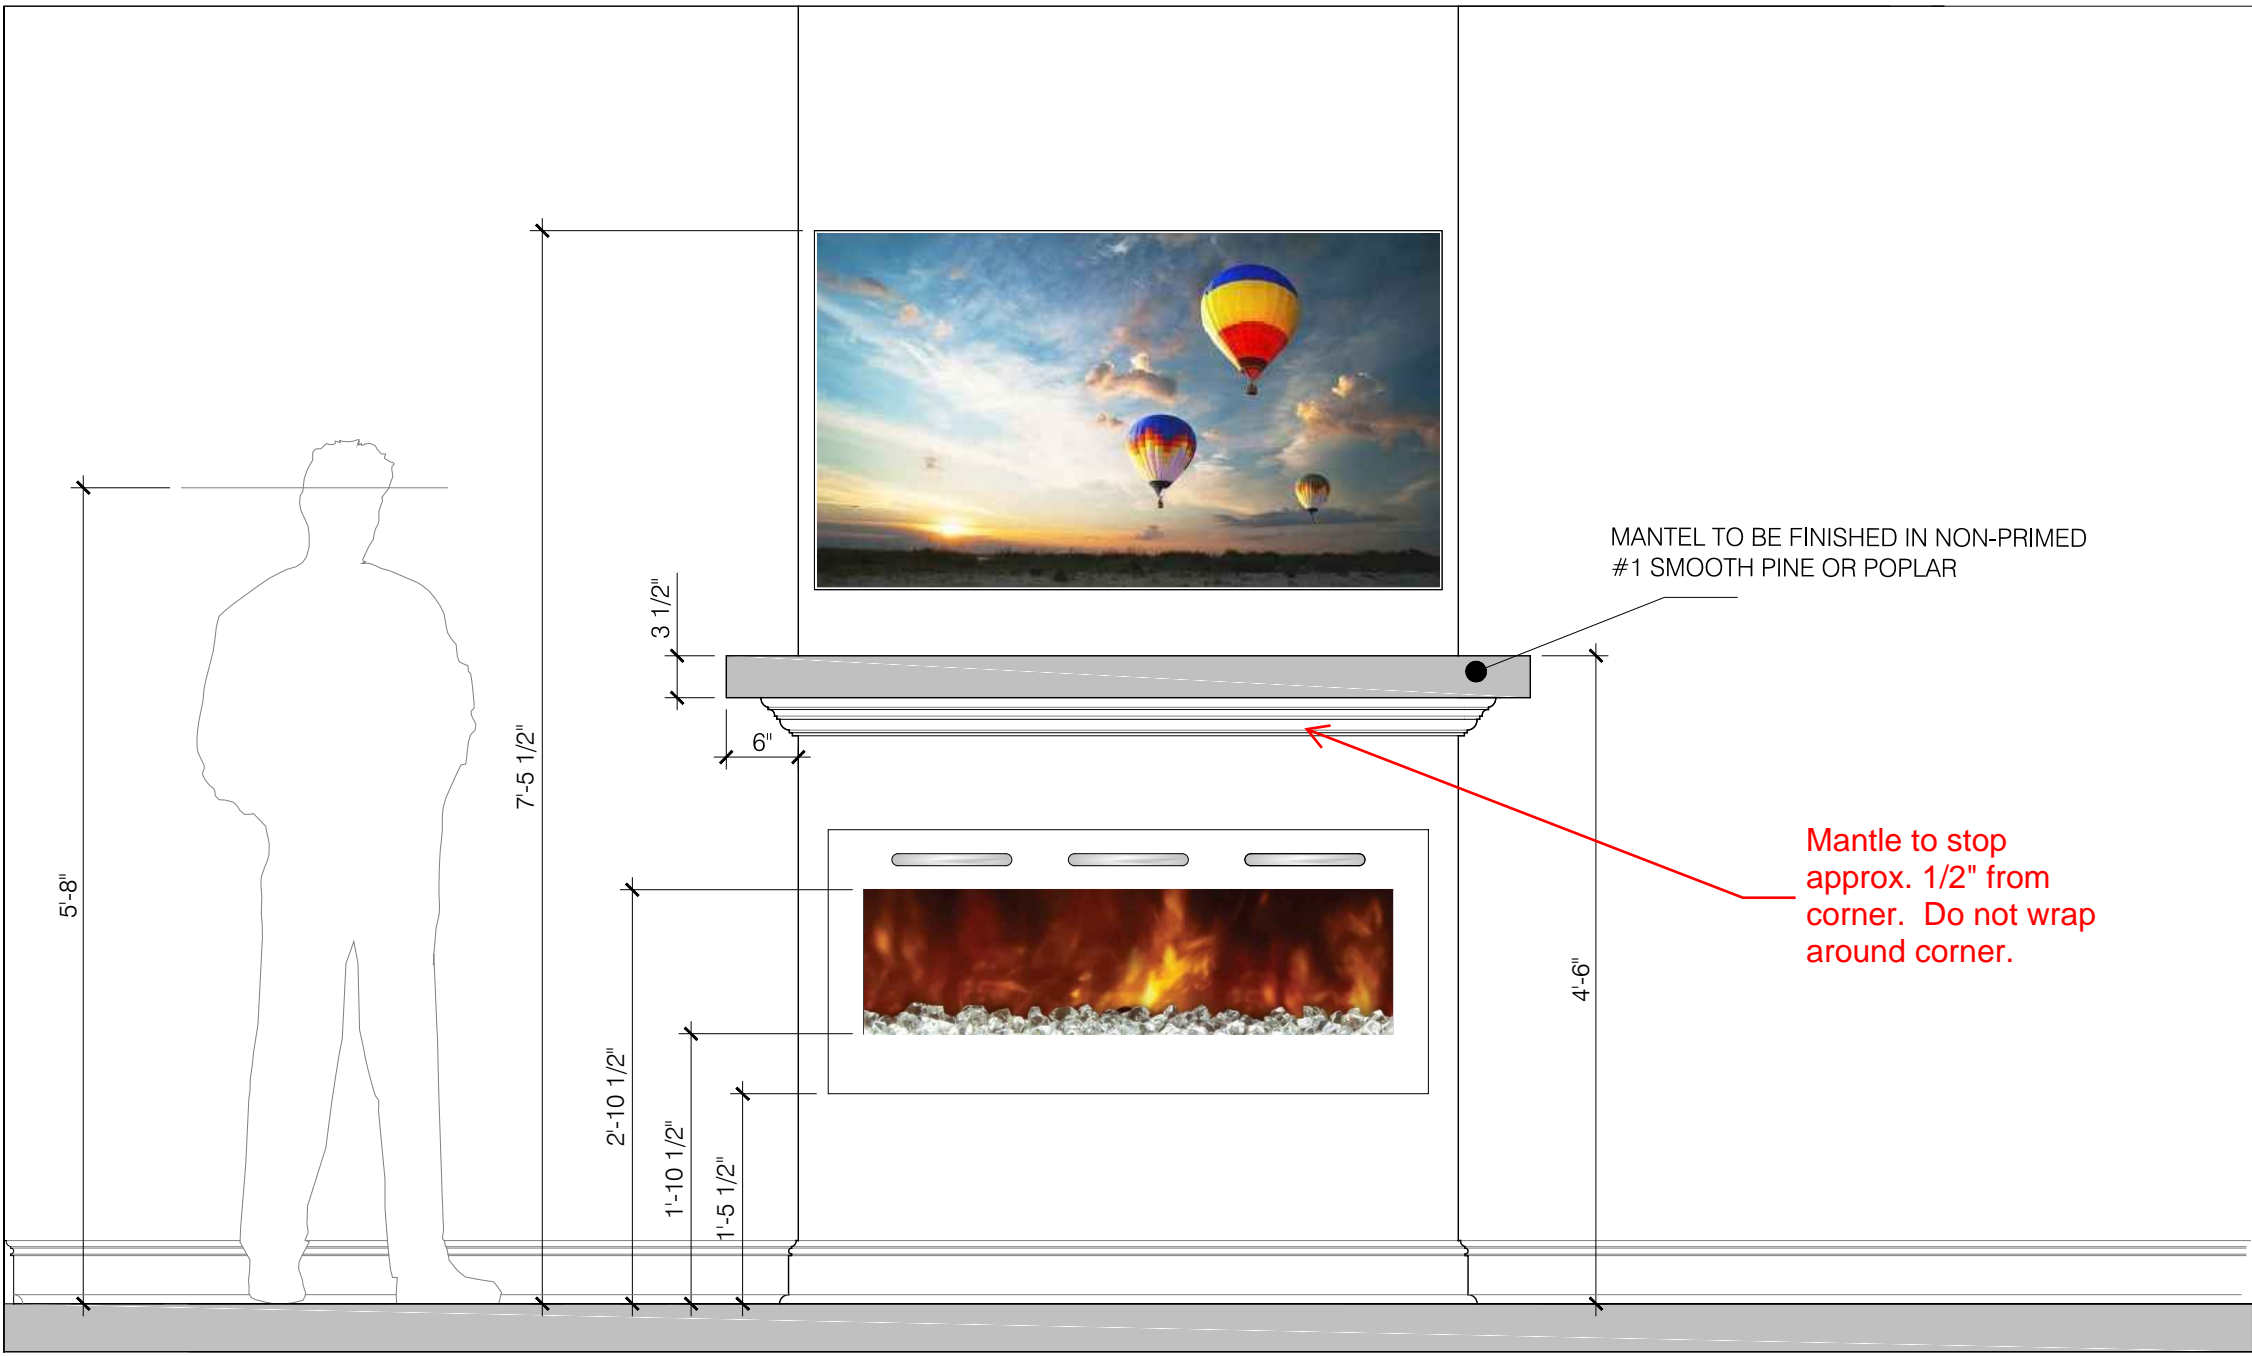 MANTEL TO BE FINISHED IN NON-PRIMED
#1 SMOOTH PINE OR POPLAR
3 1/2"
6"
7'-5 1/2"
5'-8"
Mantle to stop
approx. 1/2" from
corner.  Do not wrap
around corner.
4'-6"
2'-10 1/2"
1'-10 1/2"
1'-5 1/2"